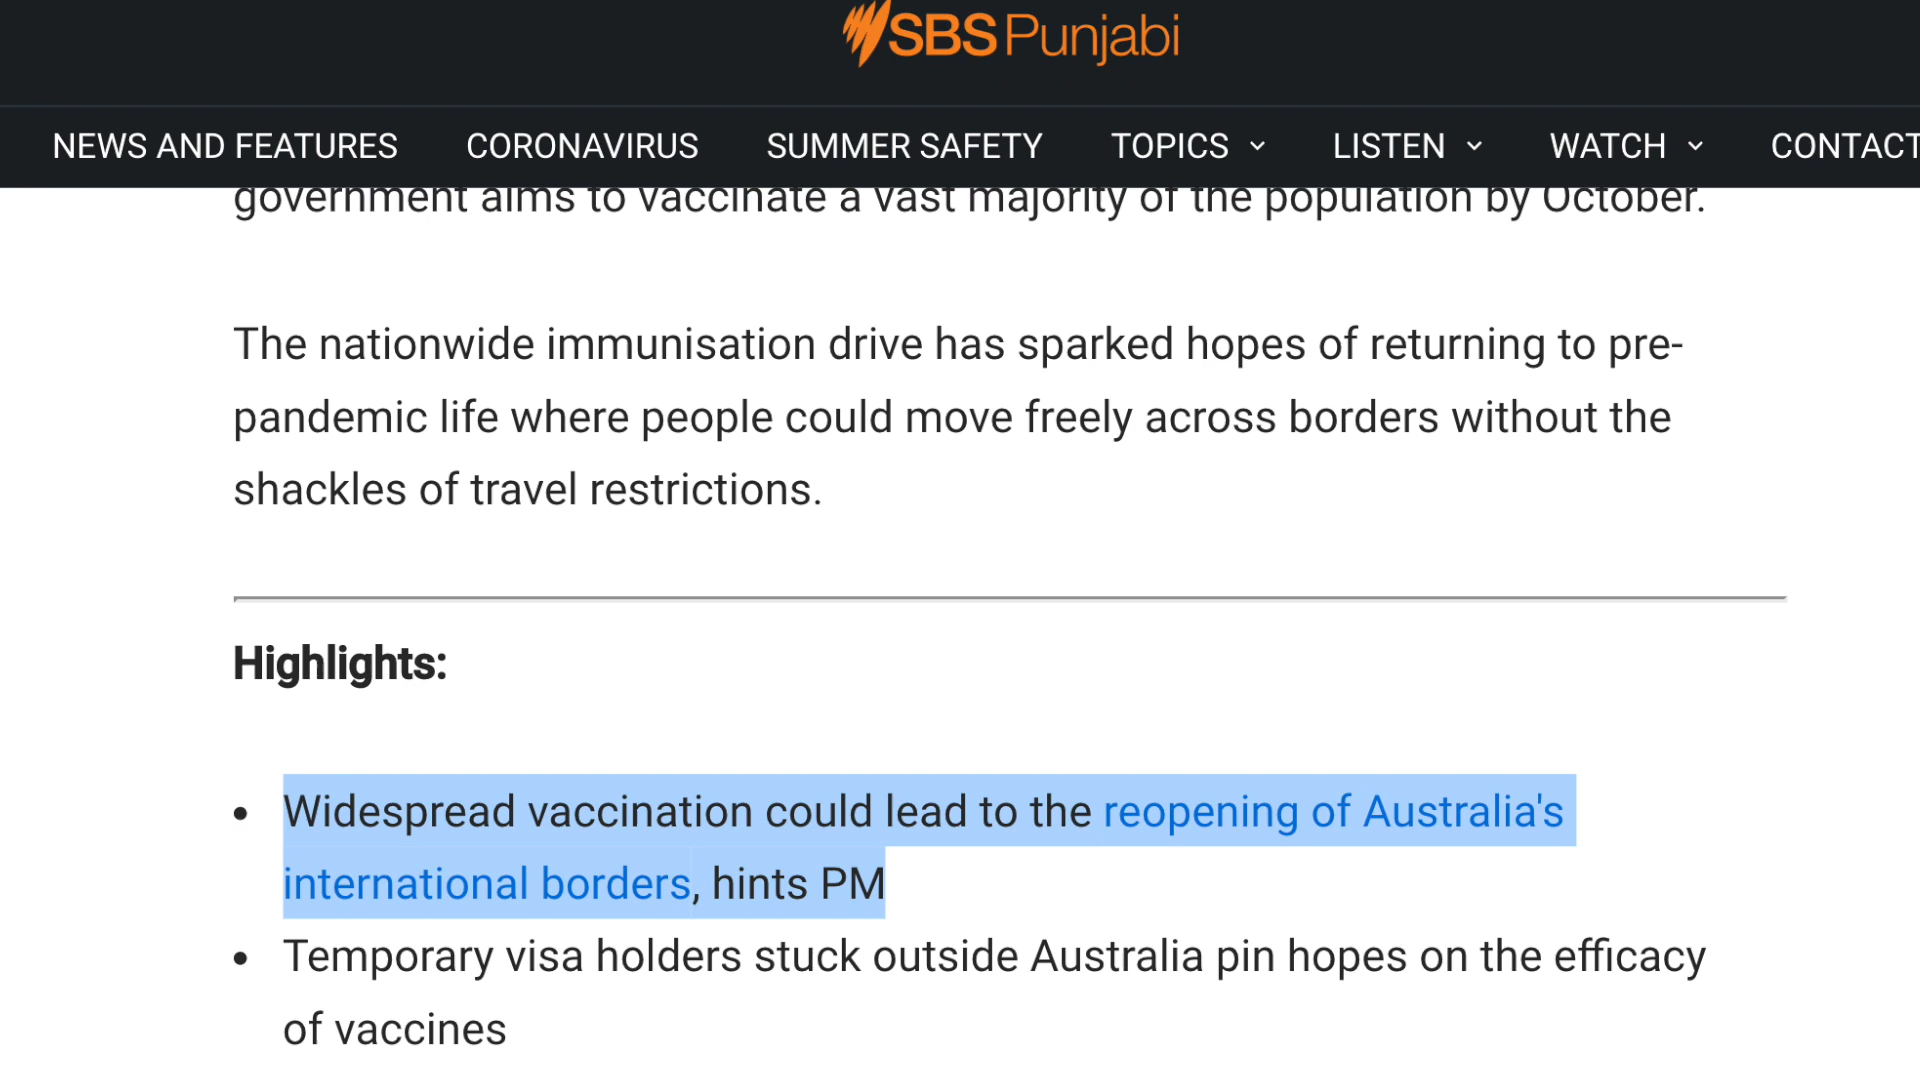 SBS Punjabi
NEWS AND FEATURES CORONAVIRUS SUMMER SAFETY TOPICS LISTEN WATCH CONTACT
government aims to vaccinate a vast majority of the population by October.
The nationwide immunisation drive has sparked hopes of returning to pre-
pandemic life where people could move freely across borders without the
shackles of travel restrictions.
Highlights:
• Widespread vaccination could lead to the reopening of Australia's
international borders, hints PM
• Temporary visa holders stuck outside Australia pin hopes on the efficacy
of vaccines